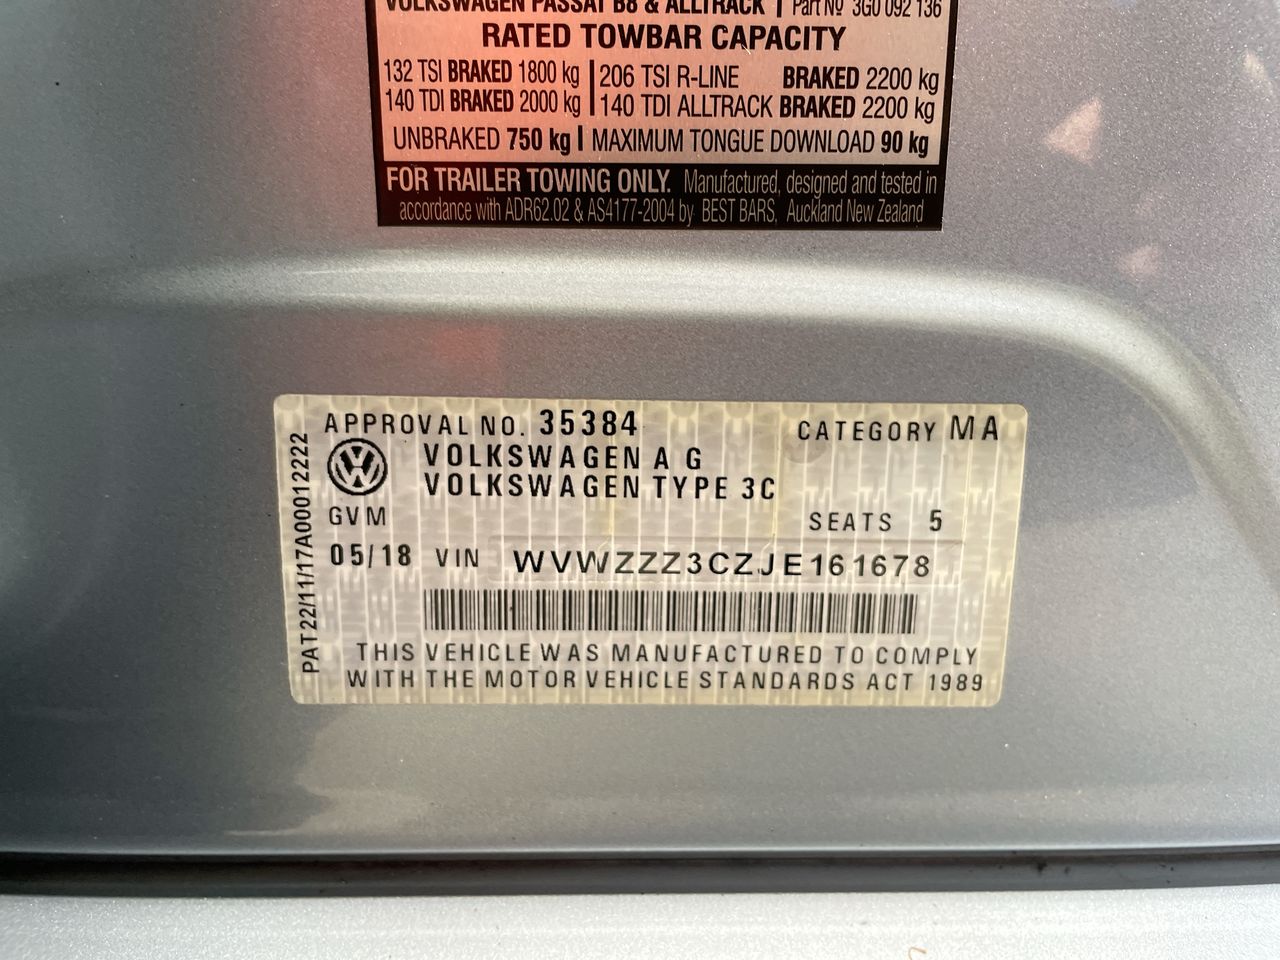 VOLKSWAGEN PASSAT B8 & ALLTRACK | Part Nº 3G0 092 136
RATED TOWBAR CAPACITY
132 TSI BRAKED 1800 kg | 206 TSI R-LINE BRAKED 2200 kg
140 TDI BRAKED 2000 kg | 140 TDI ALLTRACK BRAKED 2200 kg
UNBRAKED 750 kg | MAXIMUM TONGUE DOWNLOAD 90 kg
FOR TRAILER TOWING ONLY. Manufactured, designed and tested in
accordance with ADR62.02 & AS4177-2004 by BEST BARS, Auckland New Zealand
APPROVAL NO. 35384 CATEGORY MA
VOLKSWAGEN AG
VOLKSWAGEN TYPE 3C
GVM SEATS 5
05/18 VIN WVWZZZ3CZJE161678
THIS VEHICLE WAS MANUFACTURED TO COMPLY
WITH THE MOTOR VEHICLE STANDARDS ACT 1989
PAT22/11/17A00012222